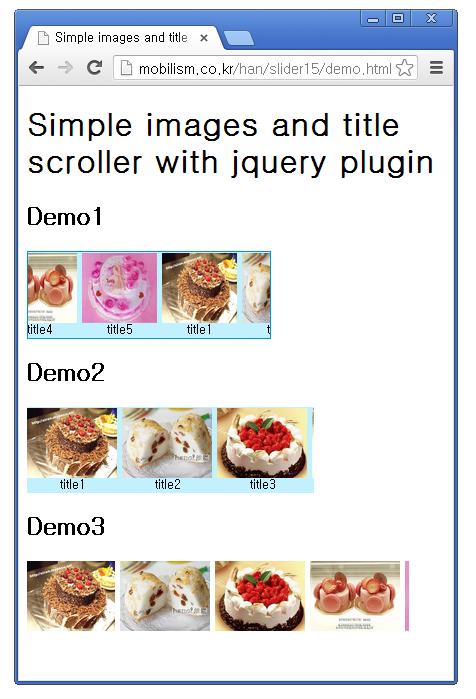 Simple images and title
mobilism.co.kr/han/slider15/demo.html
Simple images and title
scroller with jquery plugin
Demo1
title4 title5 title1 t
Demo2
title1 title2 title3
Demo3